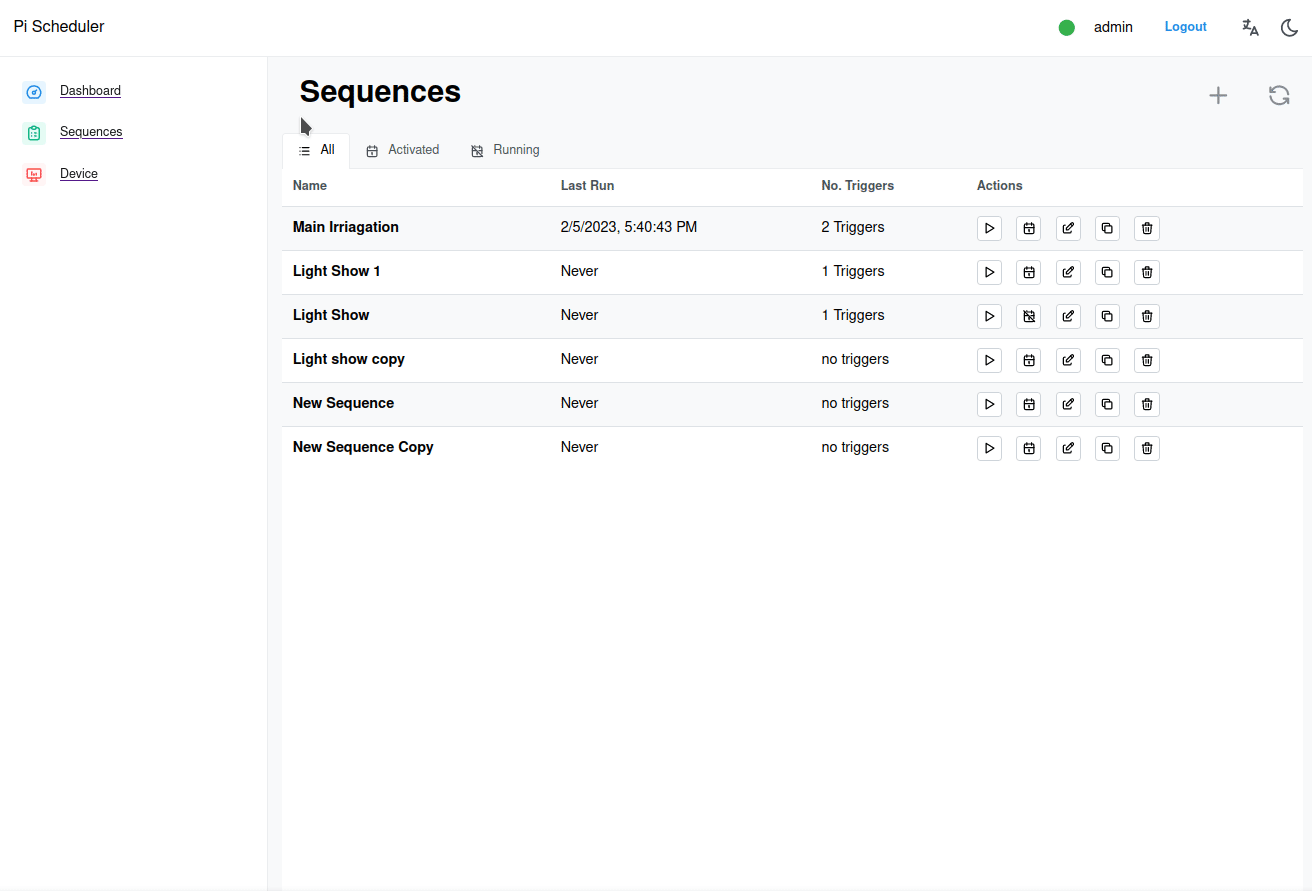 Pi Scheduler
admin Logout
Dashboard
Sequences
Device
Sequences
All Activated Running
Name Last Run No. Triggers Actions
Main Irriagation 2/5/2023, 5:40:43 PM 2 Triggers
Light Show 1 Never 1 Triggers
Light Show Never 1 Triggers
Light show copy Never no triggers
New Sequence Never no triggers
New Sequence Copy Never no triggers